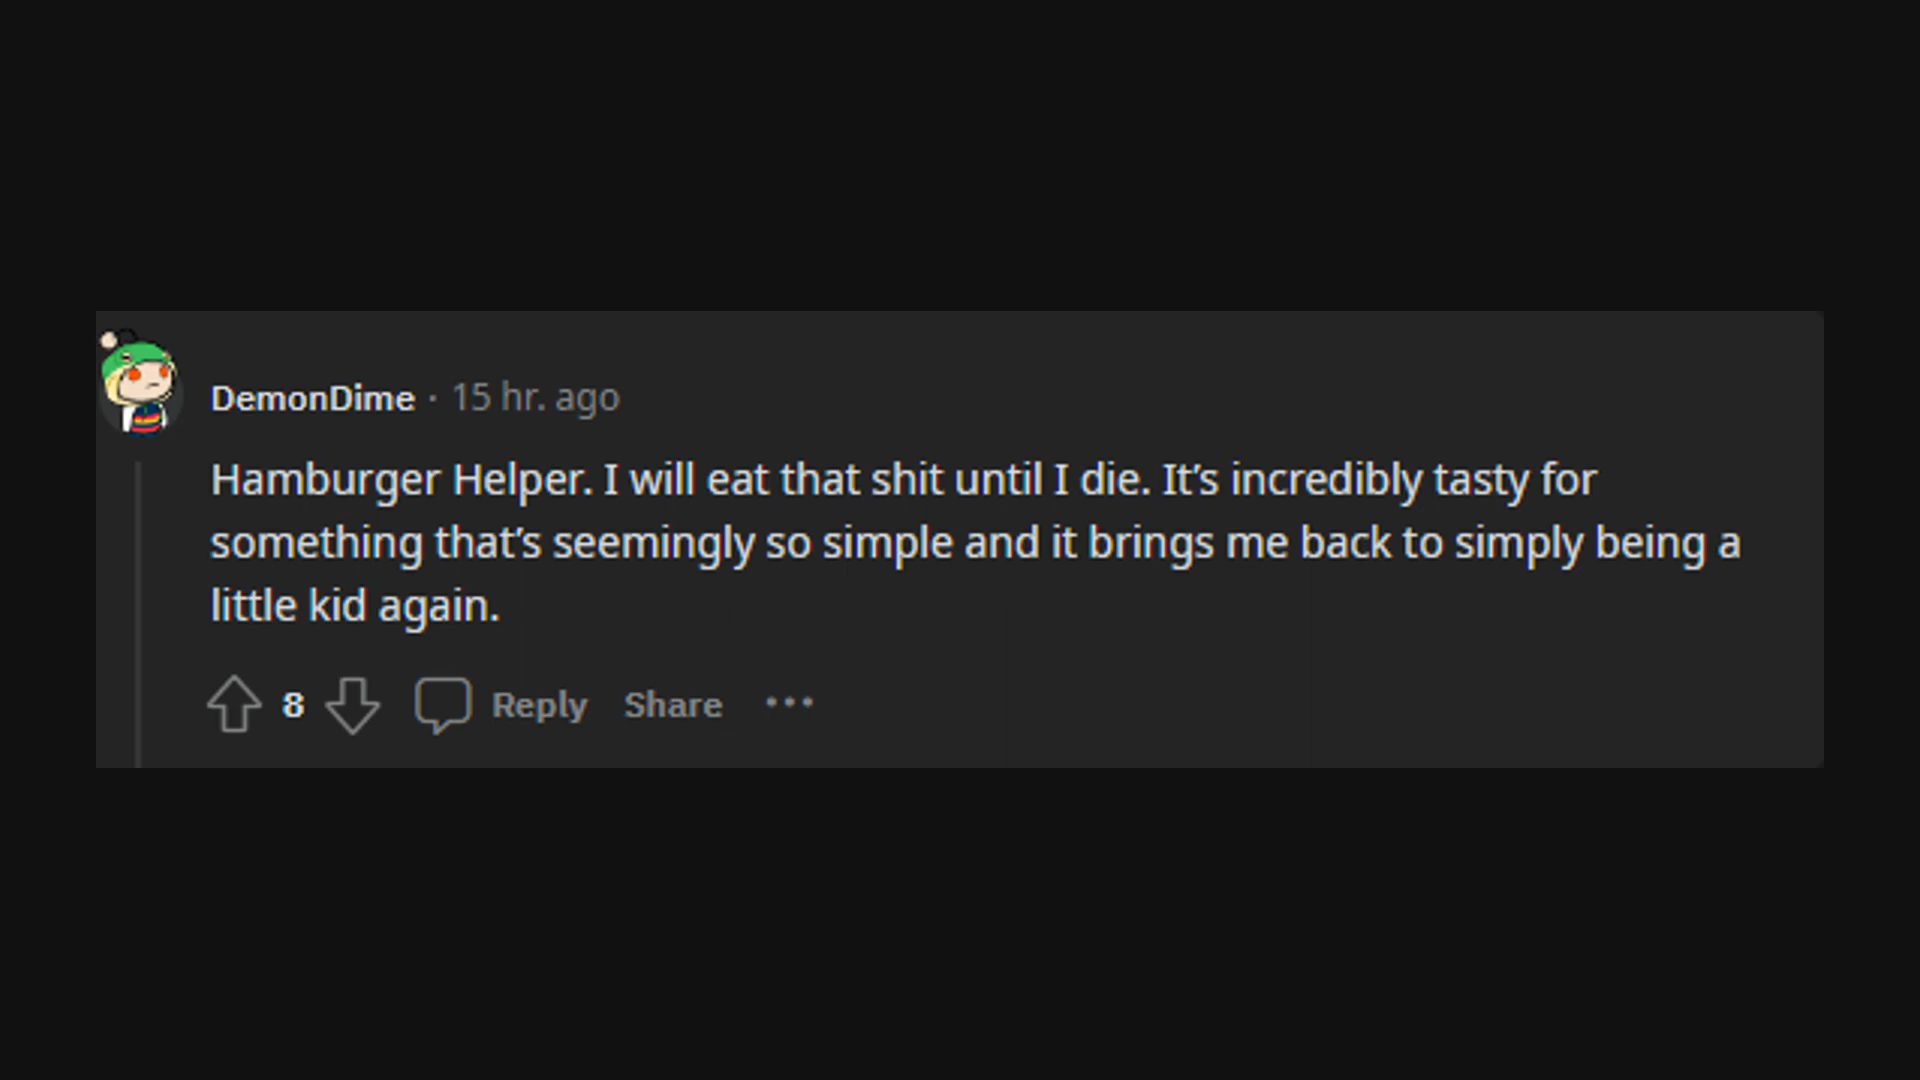 DemonDime · 15 hr. ago
Hamburger Helper. I will eat that shit until I die. It’s incredibly tasty for
something that’s seemingly so simple and it brings me back to simply being a
little kid again.
8 Reply Share ···